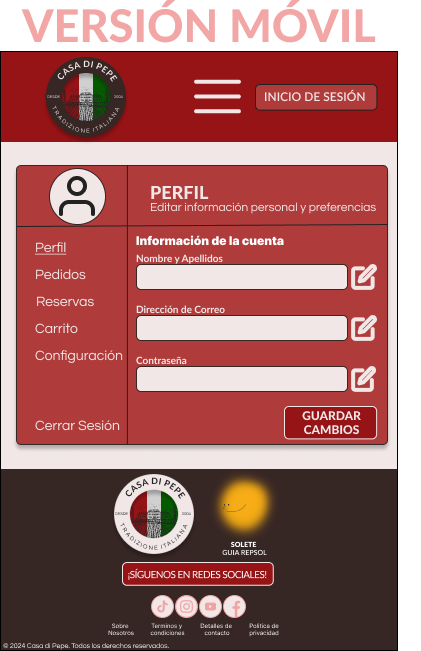 VERSIÓN MÓVIL
CASA DI PEPE
DESDE 2024
TRADIZIONE ITALIANA
INICIO DE SESIÓN
PERFIL
Editar información personal y preferencias
Perfil
Pedidos
Reservas
Carrito
Configuración
Cerrar Sesión
Información de la cuenta
Nombre y Apellidos
Dirección de Correo
Contraseña
GUARDAR
CAMBIOS
CASA DI PEPE
DESDE 2024
TRADIZIONE ITALIANA
SOLETE
GUIA REPSOL
¡SÍGUENOS EN REDES SOCIALES!
Sobre
Nosotros
Terminos y
condiciones
Detalles de
contacto
Politica de
privacidad
© 2024 Casa di Pepe. Todos los derechos reservados.